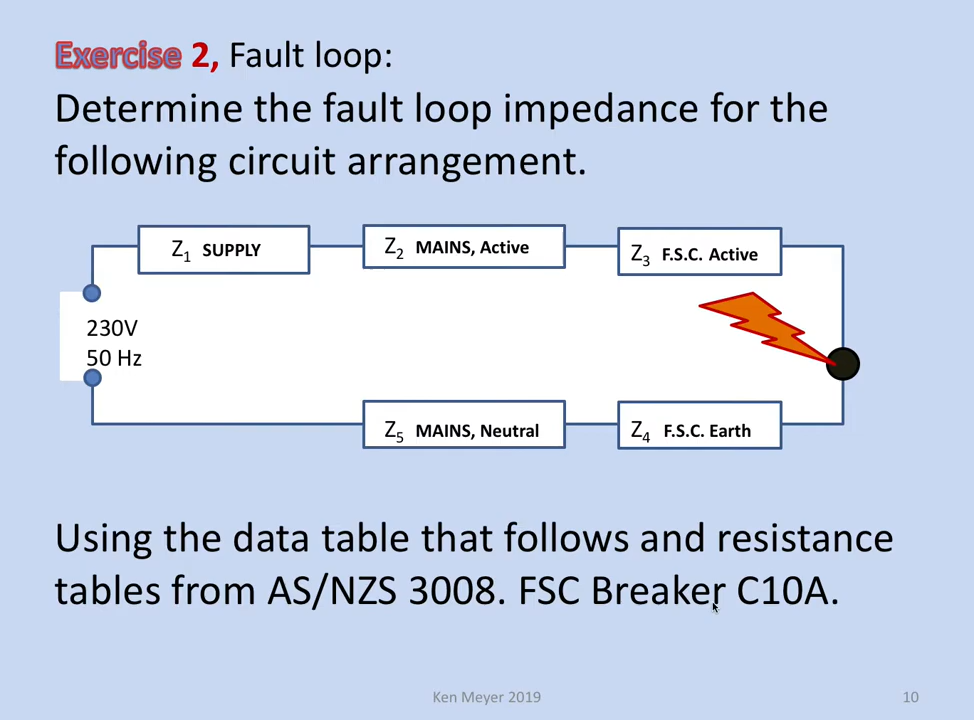 Exercise 2, Fault loop:
Determine the fault loop impedance for the
following circuit arrangement.
Z1 SUPPLY
Z2 MAINS, Active
Z3 F.S.C. Active
230V
50 Hz
Z5 MAINS, Neutral
Z4 F.S.C. Earth
Using the data table that follows and resistance
tables from AS/NZS 3008. FSC Breaker C10A.
Ken Meyer 2019
10